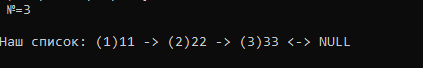 №=3
Наш список: (1)11 -> (2)22 -> (3)33 <-> NULL